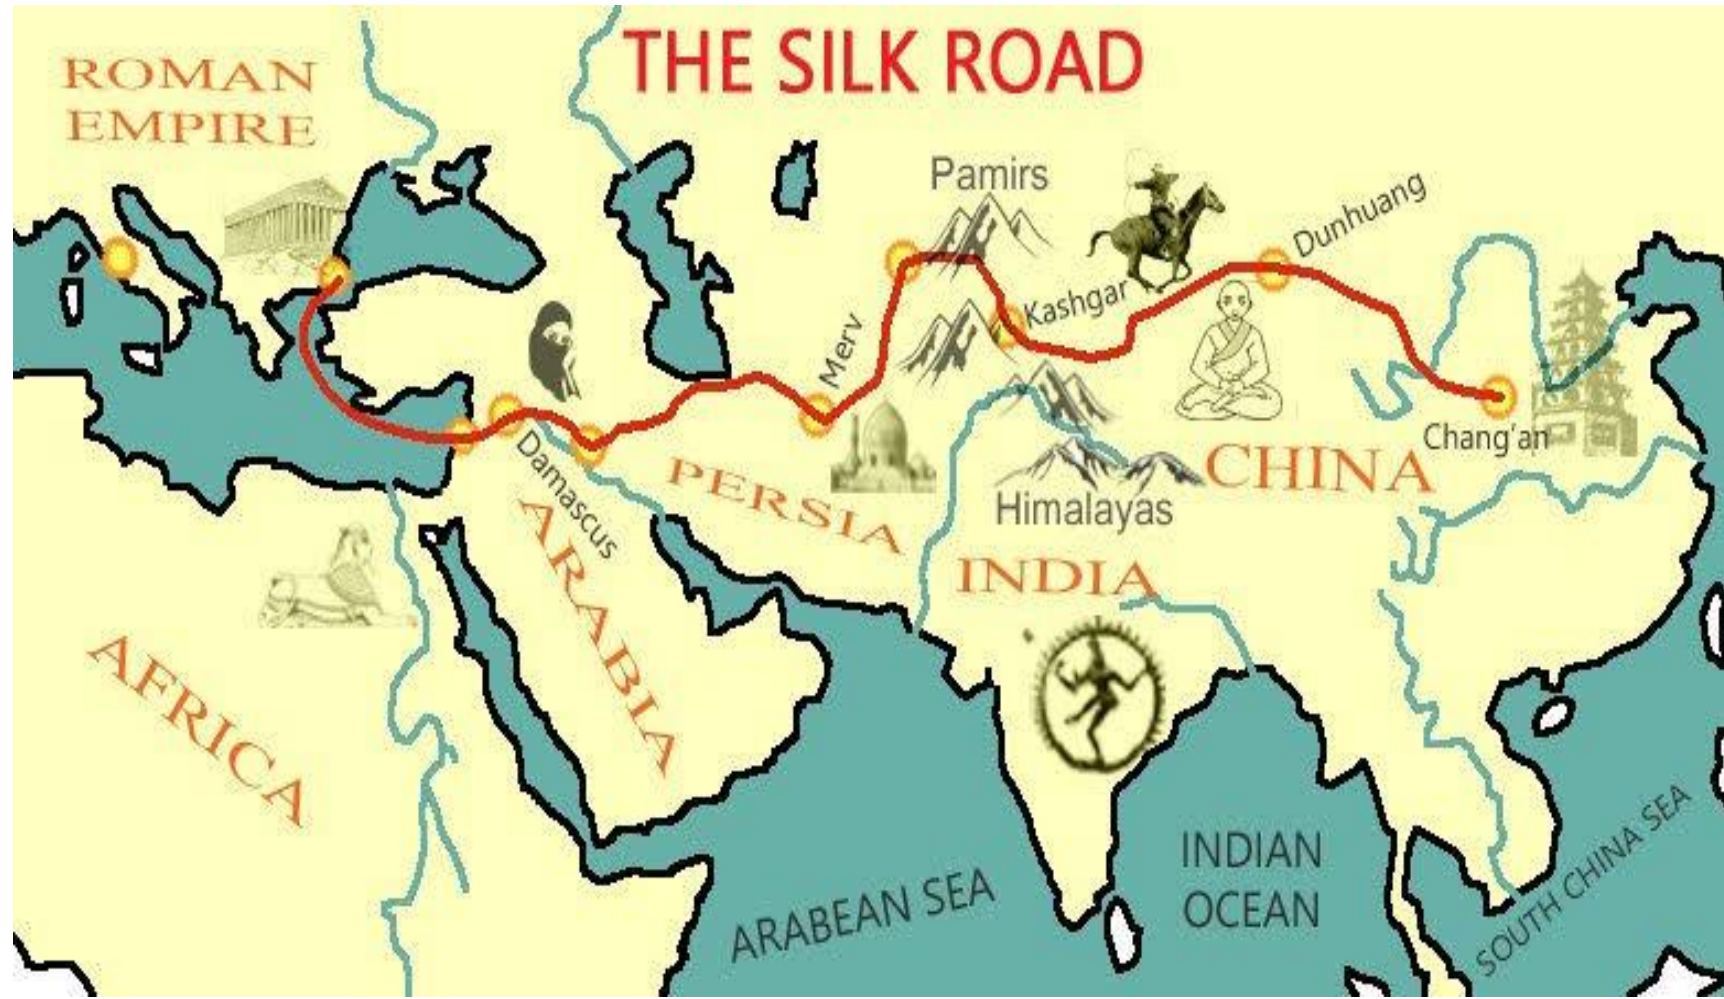 THE SILK ROAD
ROMAN
EMPIRE
Pamirs
Dunhuang
Kashgar
Merv
Chang'an
Damascus
PERSIA
CHINA
Himalayas
ARABIA
INDIA
AFRICA
INDIAN
OCEAN
ARABEAN SEA
SOUTH CHINA SEA